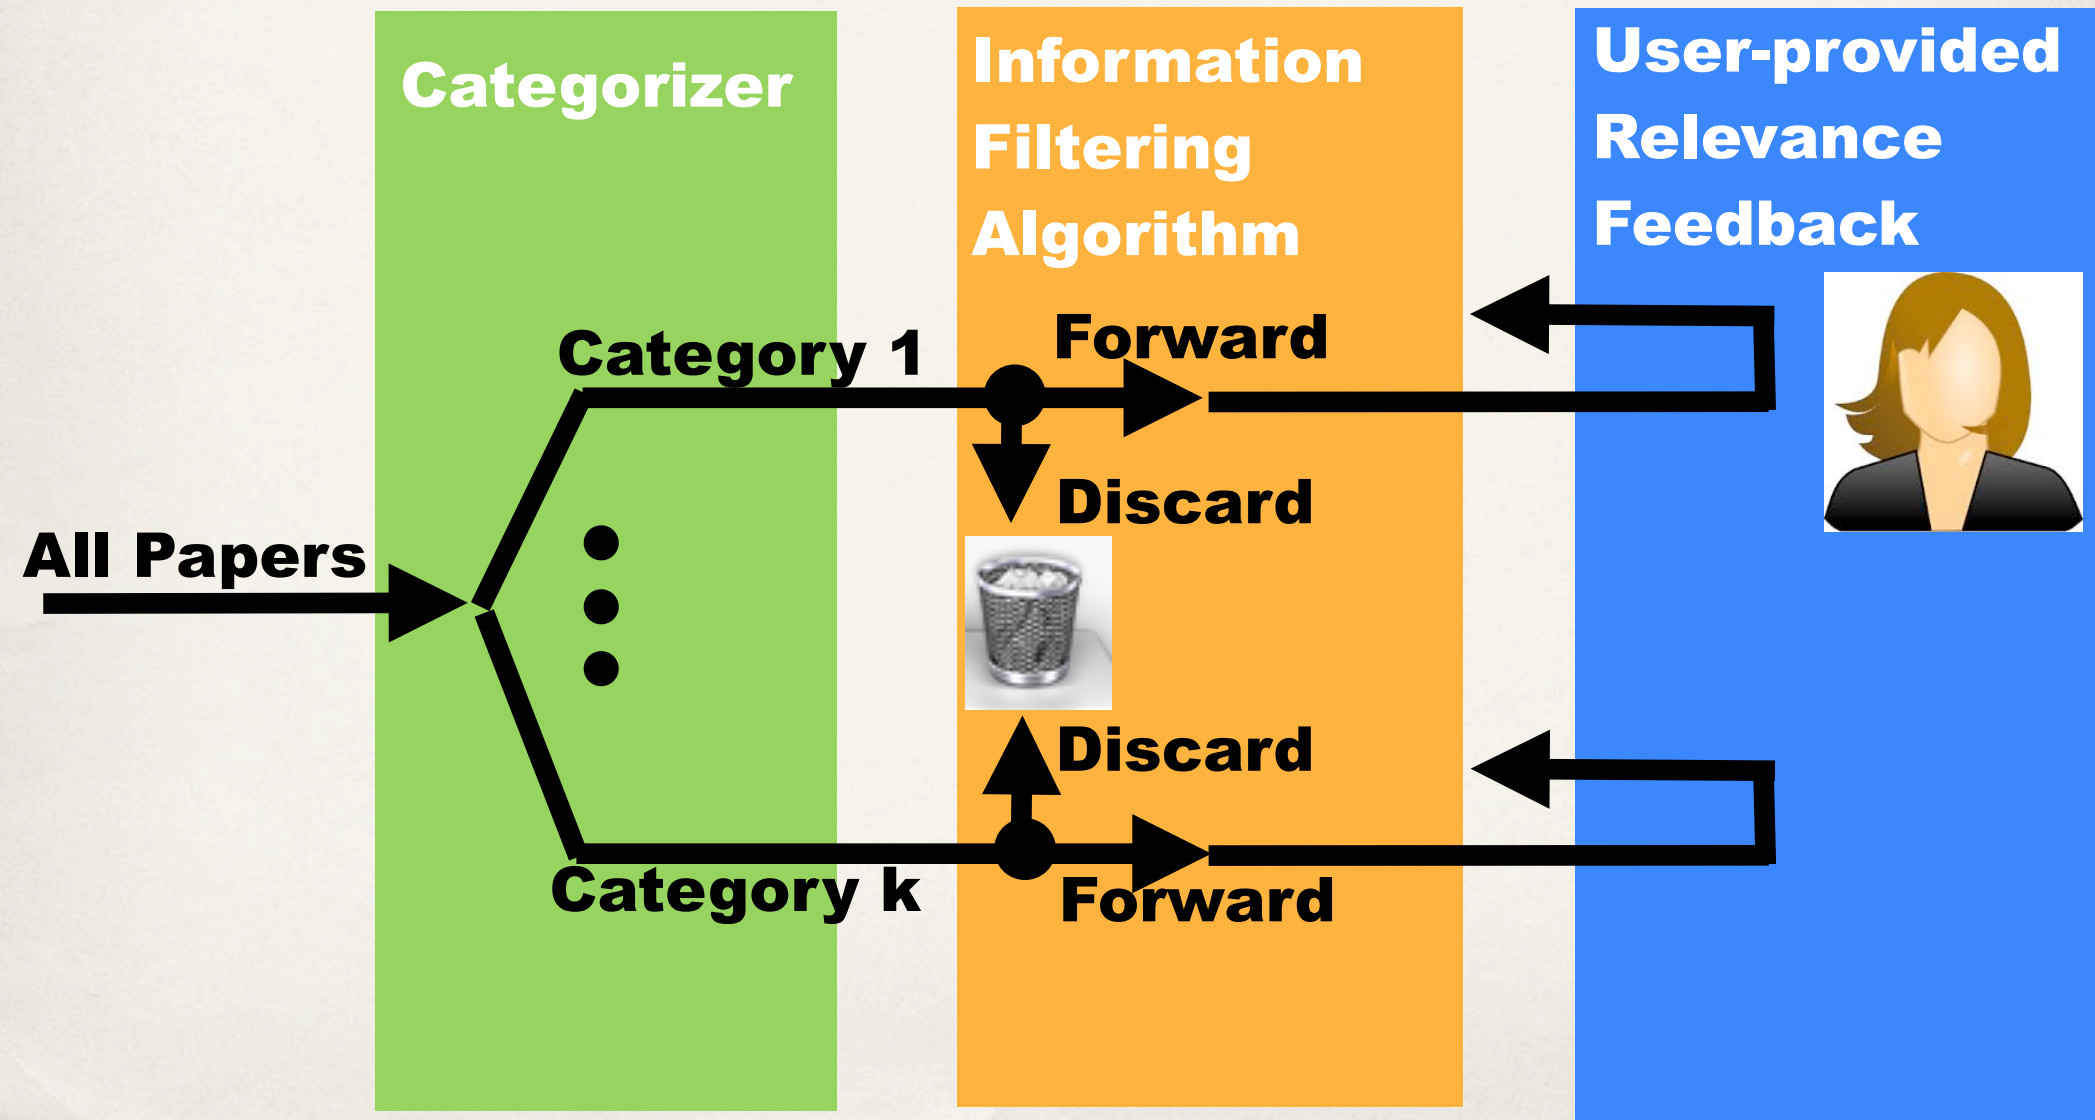 Categorizer
Information
Filtering
Algorithm
User-provided
Relevance
Feedback
Category 1
Forward
Discard
All Papers
Discard
Category k
Forward